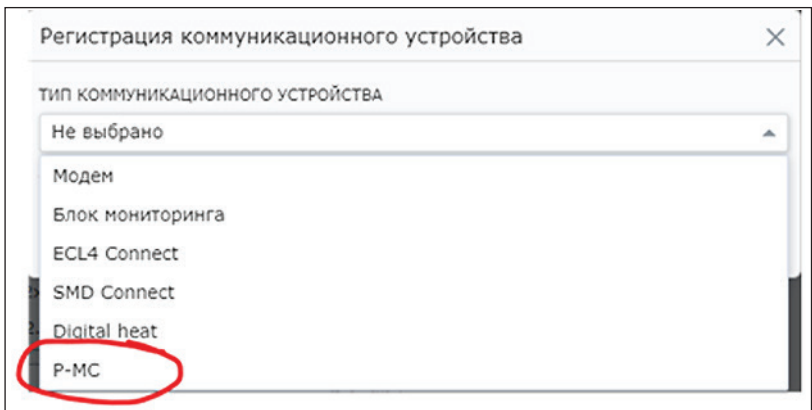 Регистрация коммуникационного устройства
ТИП КОММУНИКАЦИОННОГО УСТРОЙСТВА
Не выбрано
Модем
Блок мониторинга
ECL4 Connect
SMD Connect
Digital heat
P-MC